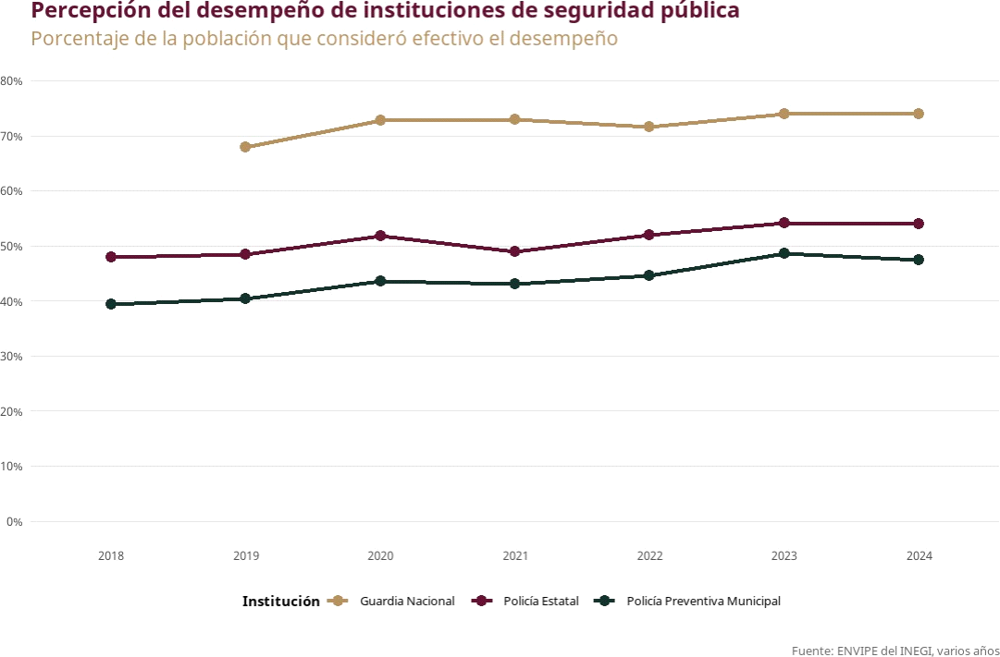 Percepción del desempeño de instituciones de seguridad pública
Porcentaje de la población que consideró efectivo el desempeño
80%
70%
60%
50%
40%
30%
20%
10%
0%
2018 2019 2020 2021 2022 2023 2024
Institución Guardia Nacional Policía Estatal Policía Preventiva Municipal
Fuente: ENVIPE del INEGI, varios años